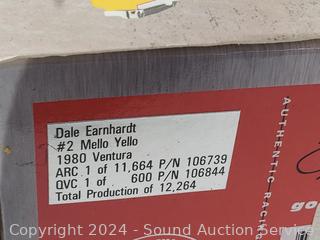 Dale Earnhardt
#2 Mello Yello
1980 Ventura
ARC 1 of 11,664 P/N 106739
QVC 1 of 600 P/N 106844
Total Production of 12,264
AUTHENTIC RACING
go
Copyright 2024 - Sound Auction Service